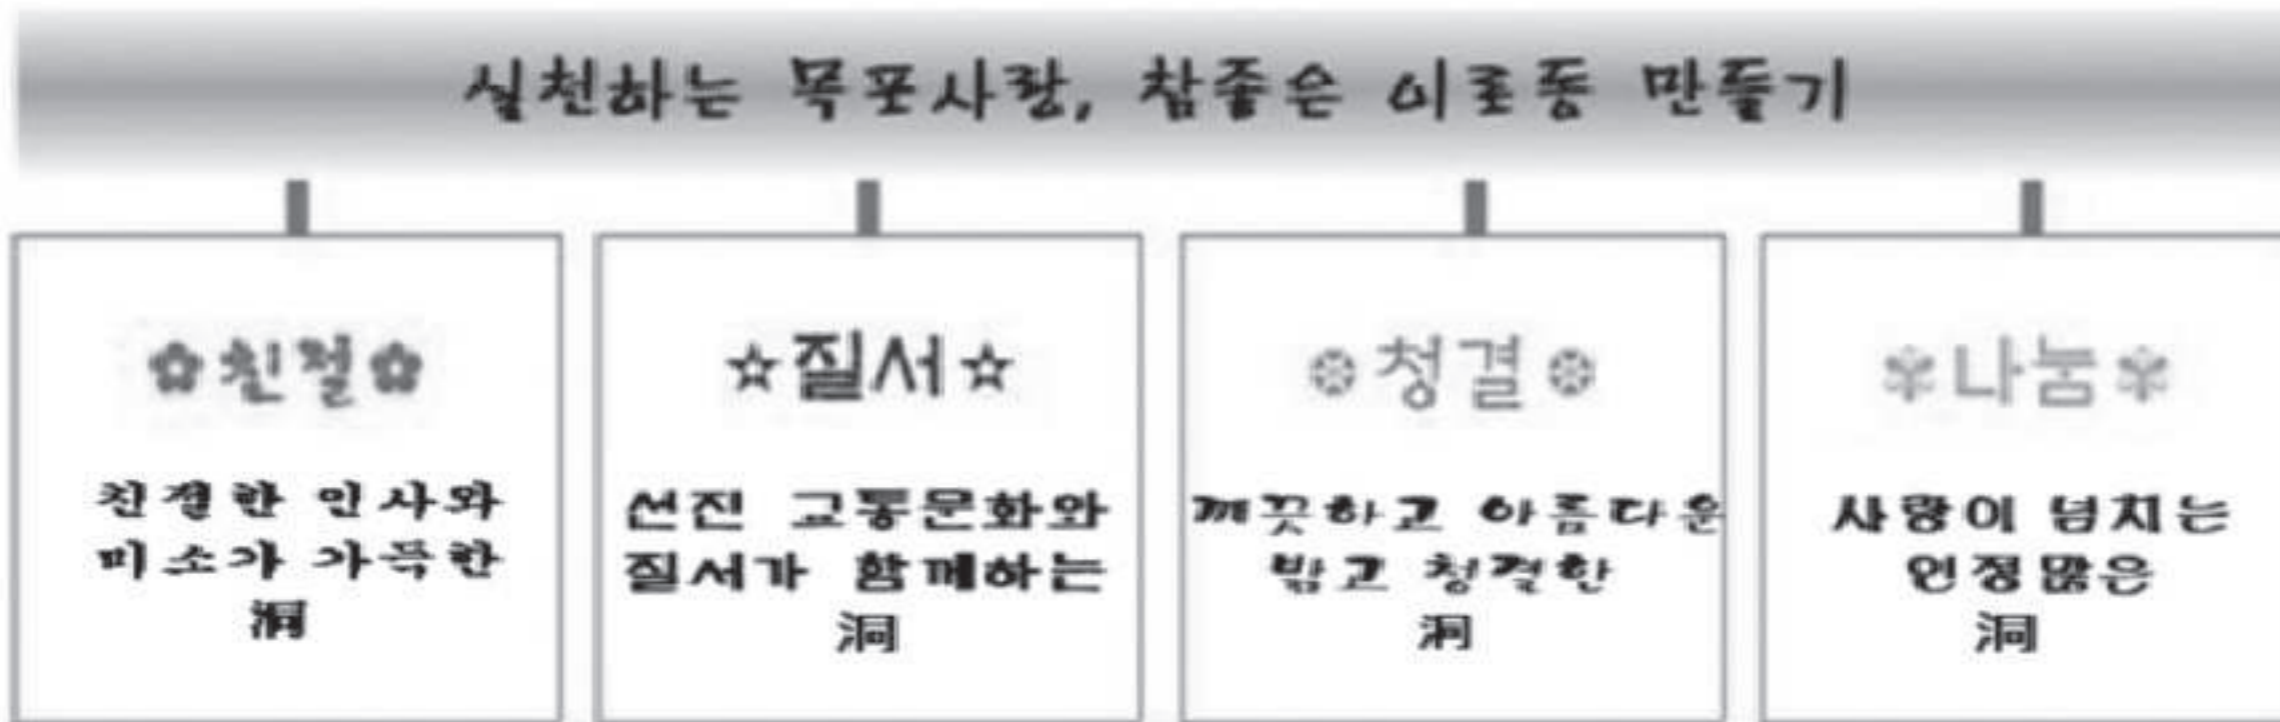 실천하는 목포사랑, 참좋은 이로동 만들기
✿친절✿
친절한 인사와
미소가 가득한
洞
☆질서☆
선진 교통문화와
질서가 함께하는
洞
❂청결❂
깨끗하고 아름다운
밝고 청결한
洞
✾나눔✾
사랑이 넘치는
인정많은
洞